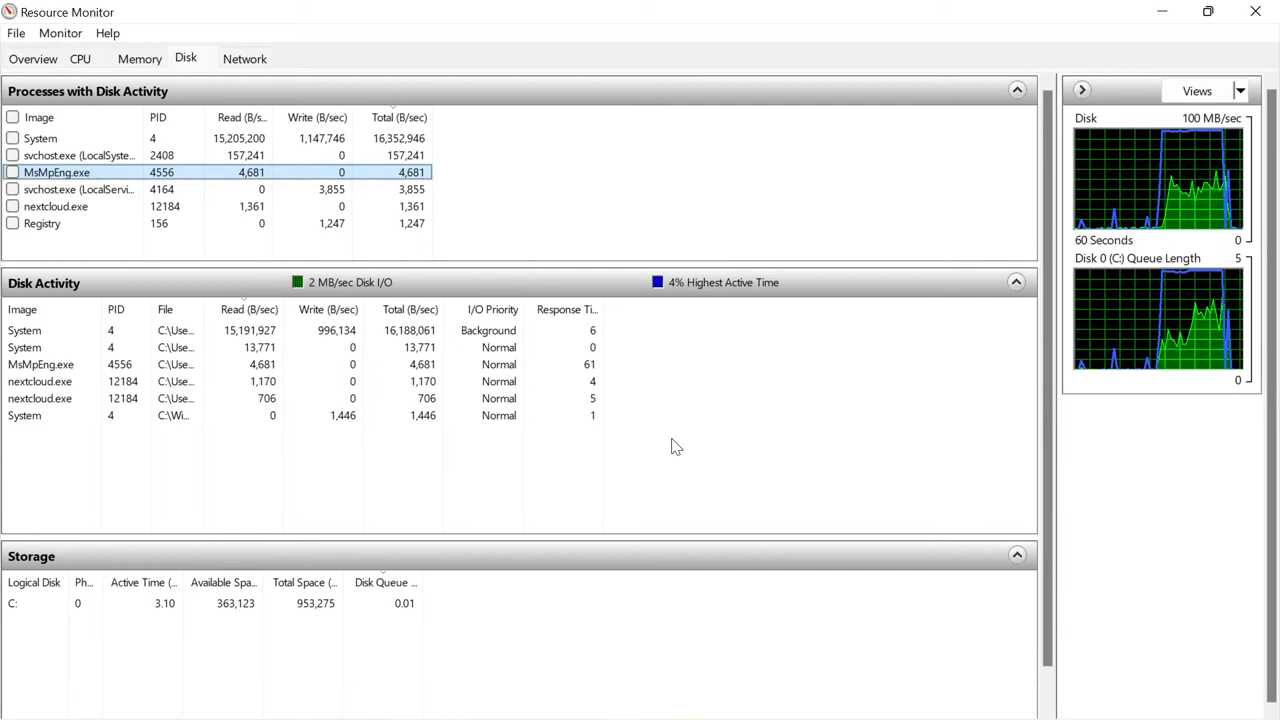 Resource Monitor
File Monitor Help
Overview CPU Memory Disk Network
Processes with Disk Activity
Image PID Read (B/s... Write (B/sec) Total (B/sec)
System 4 15,205,200 1,147,746 16,352,946
svchost.exe (LocalSyste... 2408 157,241 0 157,241
MsMpEng.exe 4556 4,681 0 4,681
svchost.exe (LocalServi... 4164 0 3,855 3,855
nextcloud.exe 12184 1,361 0 1,361
Registry 156 0 1,247 1,247
Disk Activity 2 MB/sec Disk I/O 4% Highest Active Time
Image PID File Read (B/sec) Write (B/sec) Total (B/sec) I/O Priority Response Ti...
System 4 C:\Use... 15,191,927 996,134 16,188,061 Background 6
System 4 C:\Use... 13,771 0 13,771 Normal 0
MsMpEng.exe 4556 C:\Use... 4,681 0 4,681 Normal 61
nextcloud.exe 12184 C:\Use... 1,170 0 1,170 Normal 4
nextcloud.exe 12184 C:\Use... 706 0 706 Normal 5
System 4 C:\Wi... 0 1,446 1,446 Normal 1
Storage
Logical Disk Ph... Active Time (... Available Spa... Total Space (... Disk Queue ...
C: 0 3.10 363,123 953,275 0.01
Views
Disk 100 MB/sec
60 Seconds 0
Disk 0 (C:) Queue Length 5
0